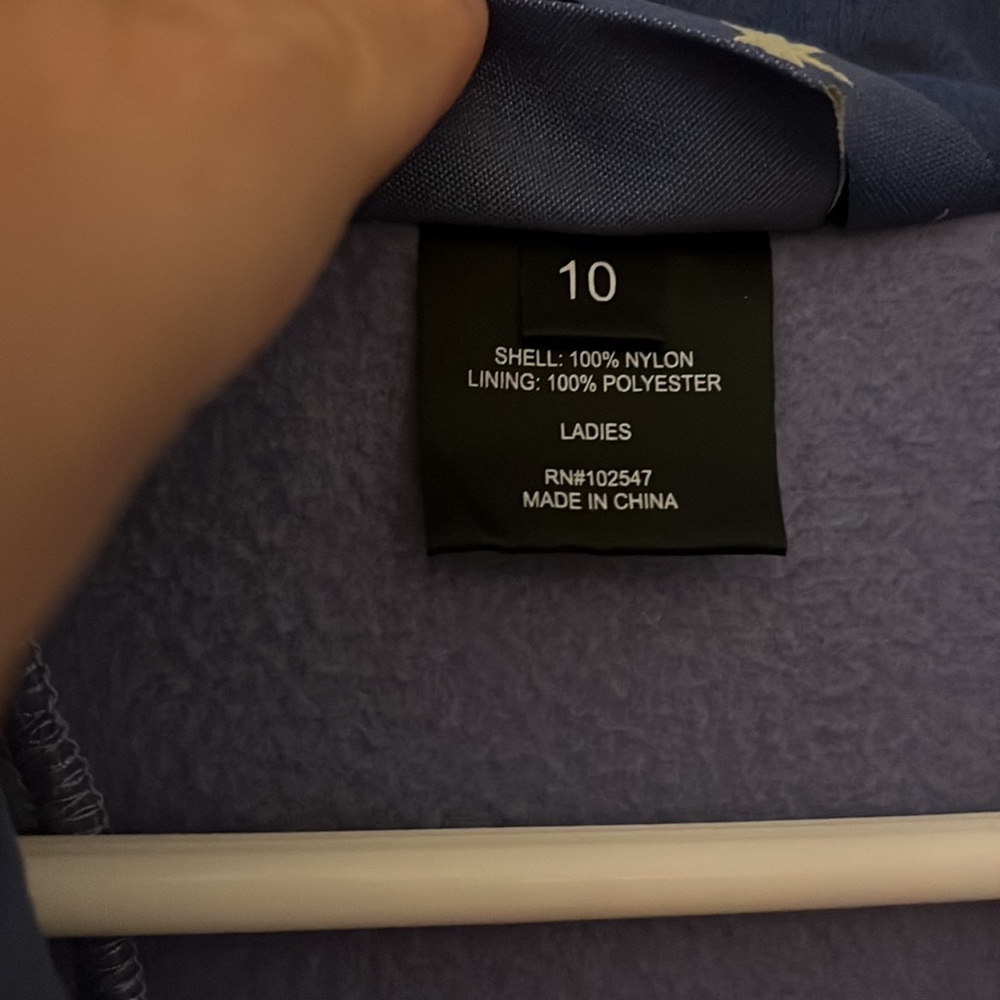 10
SHELL: 100% NYLON
LINING: 100% POLYESTER
LADIES
RN#102547
MADE IN CHINA